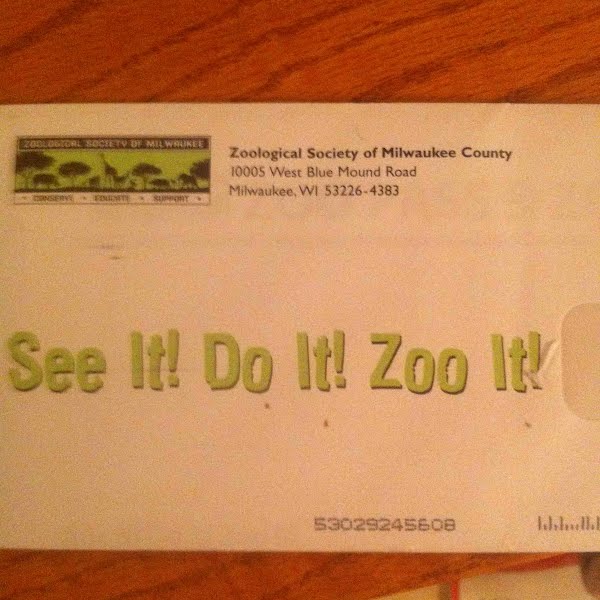 ZOOLOGICAL SOCIETY OF MILWAUKEE
CONSERVE EDUCATE SUPPORT
Zoological Society of Milwaukee County
10005 West Blue Mound Road
Milwaukee, WI 53226-4383
See It! Do It! Zoo It!
53029245608